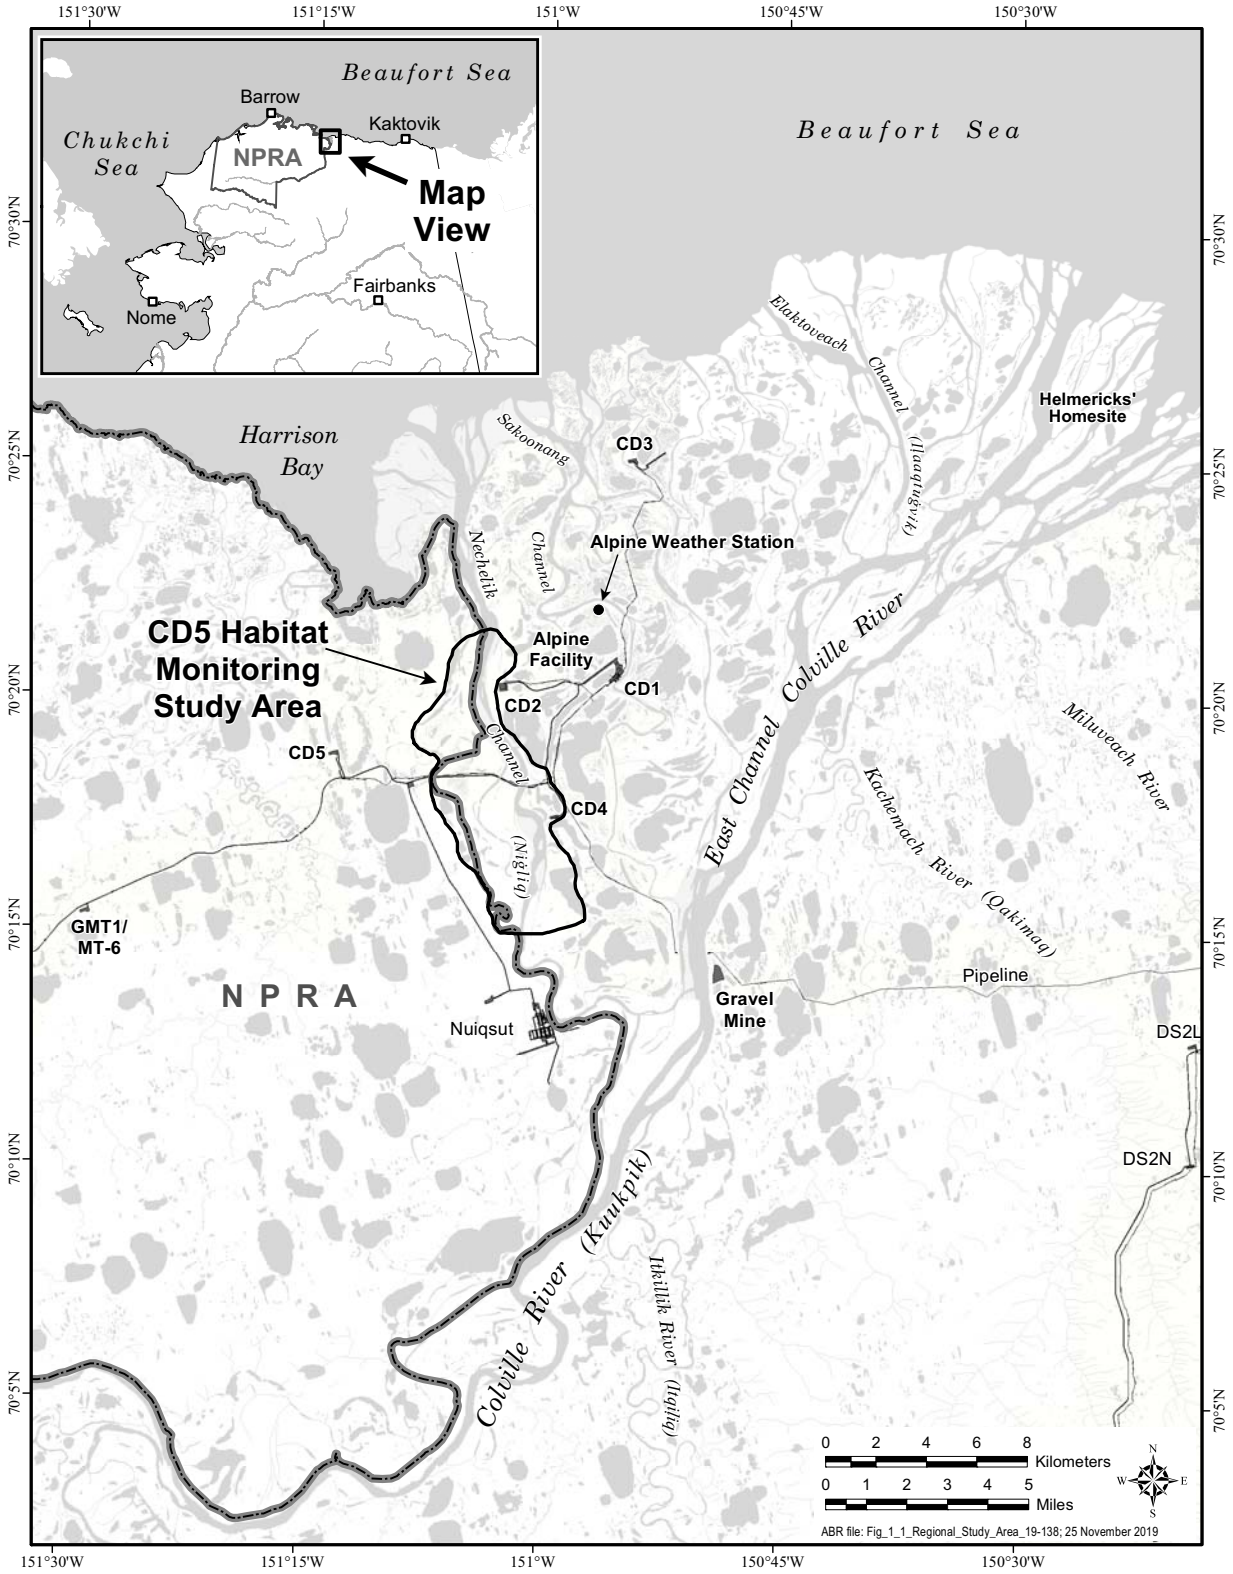 151°30'W
151°15'W
151°W
150°45'W
150°30'W
Beaufort Sea
Barrow
Kaktovik
Chukchi
Sea
NPRA
Map
View
Fairbanks
Nome
Beaufort Sea
70°30'N
70°30'N
Elaktoveach
Channel
(Ilaaqtuġvik)
Helmericks'
Homesite
Harrison
Bay
Sakoonang
Channel
CD3
70°25'N
70°25'N
Nechelik
Channel
(Nigliq)
Alpine Weather Station
CD5 Habitat
Monitoring
Study Area
Alpine
Facility
CD1
CD2
70°20'N
70°20'N
East Channel Colville River
Miluveach River
Kachemach River (Qakimaq)
CD5
CD4
GMT1/
MT-6
70°15'N
70°15'N
NPRA
Pipeline
Gravel
Mine
Nuiqsut
DS2L
DS2N
70°10'N
70°10'N
Colville River (Kuukpik)
Itkillik River (Itqiliq)
70°5'N
70°5'N
0 2 4 6 8
Kilometers
0 1 2 3 4 5
Miles
N
W E
S
ABR file: Fig_1_1_Regional_Study_Area_19-138; 25 November 2019
151°30'W
151°15'W
151°W
150°45'W
150°30'W